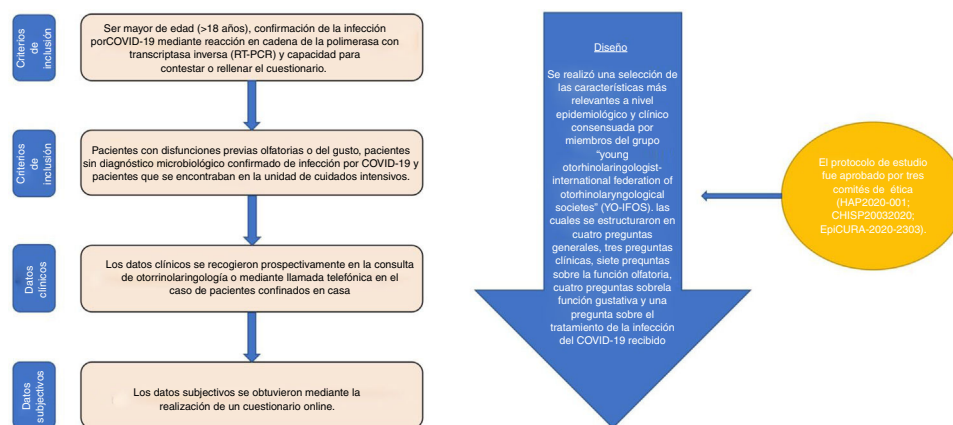 Criterios
de
inclusión
Ser mayor de edad (>18 años), confirmación de la infección
porCOVID-19 mediante reacción en cadena de la polimerasa con
transcriptasa inversa (RT-PCR) y capacidad para
contestar o rellenar el cuestionario.
Criterios
de
inclusión
Pacientes con disfunciones previas olfatorias o del gusto, pacientes
sin diagnóstico microbiológico confirmado de infección por COVID-19 y
pacientes que se encontraban en la unidad de cuidados intensivos.
Datos
clínicos
Los datos clínicos se recogieron prospectivamente en la consulta
de otorrinolaringología o mediante llamada telefónica en el
caso de pacientes confinados en casa
Datos
subjectivos
Los datos subjectivos se obtuvieron mediante la
realización de un cuestionario online.
Diseño
Se realizó una selección de
las características más
relevantes a nivel
epidemiológico y clínico
consensuada por
miembros del grupo
"young
otorhinolaringologist-
international federation of
otorhinolaryngological
societes" (YO-IFOS). las
cuales se estructuraron en
cuatro preguntas
generales, tres preguntas
clínicas, siete prequntas
sobre la función olfatoria,
cuatro preguntas sobrela
función gustativa y una
pregunta sobre el
tratamiento de la infección
del COVID-19 recibido
El protocolo de estudio
fue aprobado por tres
comités de ética
(HAP2020-001;
CHISP20032020;
EpiCURA-2020-2303).